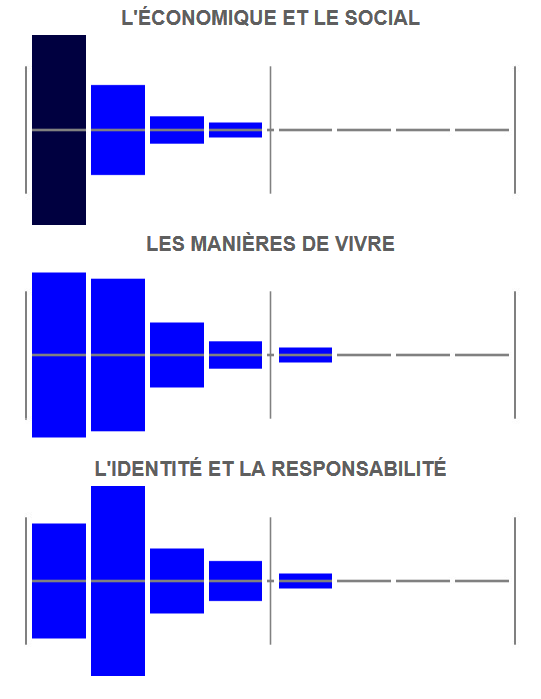 L'ÉCONOMIQUE ET LE SOCIAL
LES MANIÈRES DE VIVRE
L'IDENTITÉ ET LA RESPONSABILITÉ